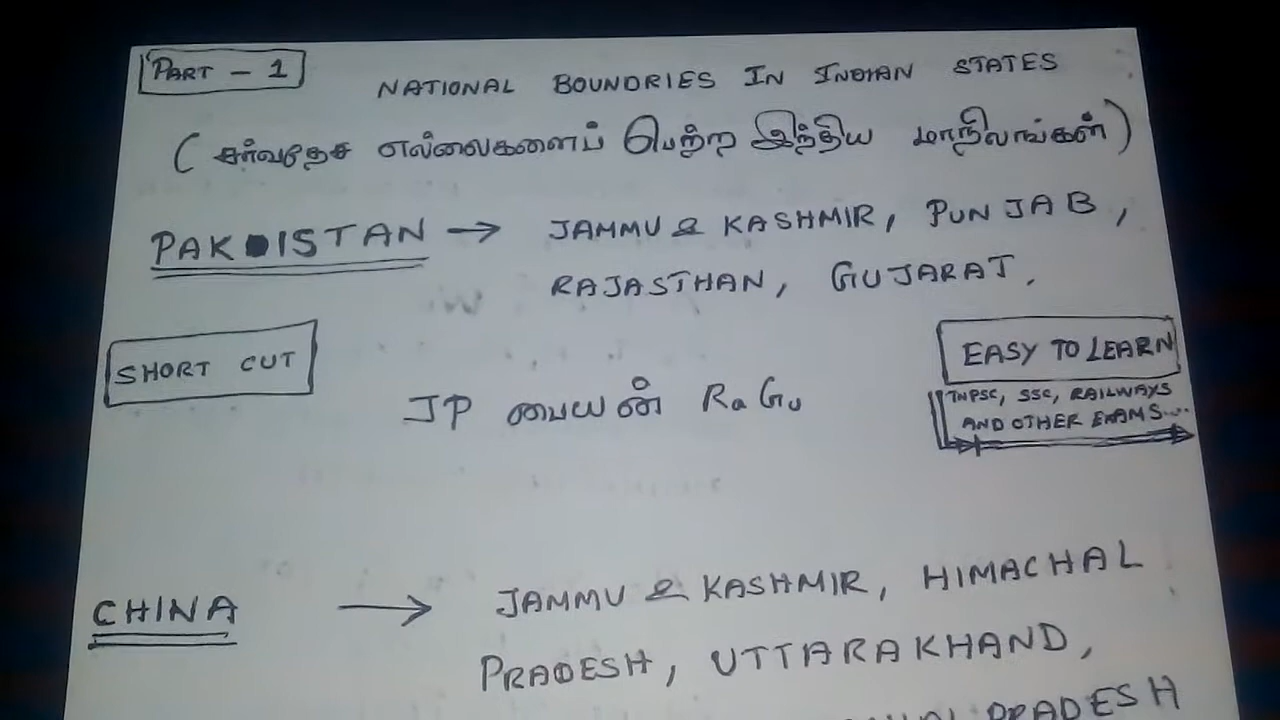 PART - 1
NATIONAL BOUNDRIES IN INDIAN STATES
(சர்வதேச எல்லைகளைப் பெற்ற இந்திய மாநிலங்கள்)
PAKISTAN → JAMMU & KASHMIR, PUNJAB,
RAJASTHAN, GUJARAT.
SHORT CUT
JP பையன் RaGu
EASY TO LEARN
TNPSC, SSC, RAILWAYS
AND OTHER EXAMS...
CHINA → JAMMU & KASHMIR, HIMACHAL
PRADESH, UTTARAKHAND,
PRADESH